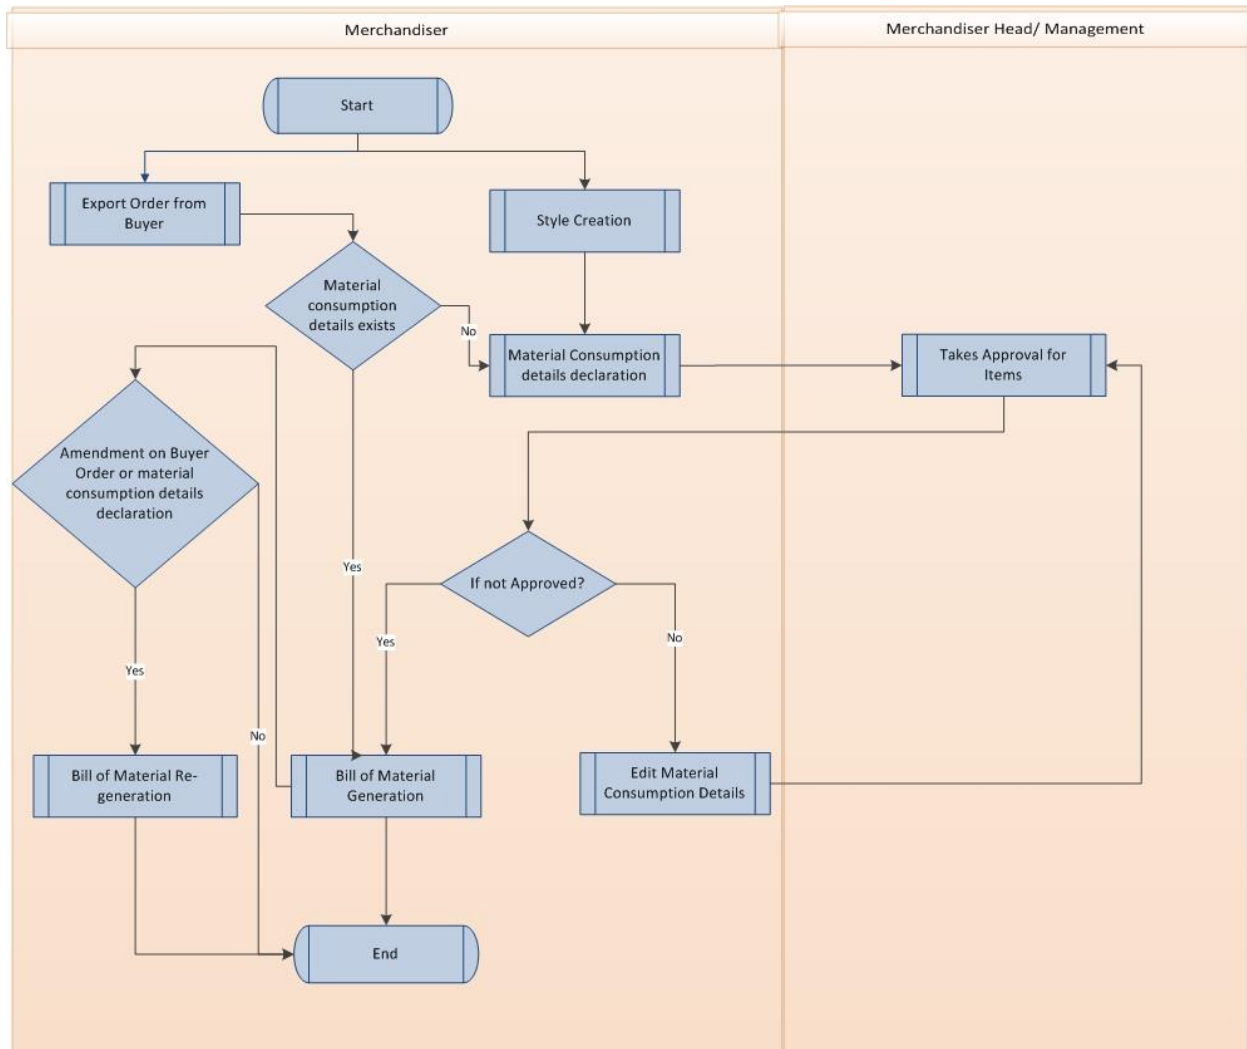 Merchandiser
Merchandiser Head/ Management
Start
Export Order from
Buyer
Style Creation
Material
consumption
details exists
No
Material Consumption
details declaration
Takes Approval for
Items
Amendment on Buyer
Order or material
consumption details
declaration
Yes
If not Approved?
Yes
No
Yes
No
Bill of Material Re-
generation
Bill of Material
Generation
Edit Material
Consumption Details
End